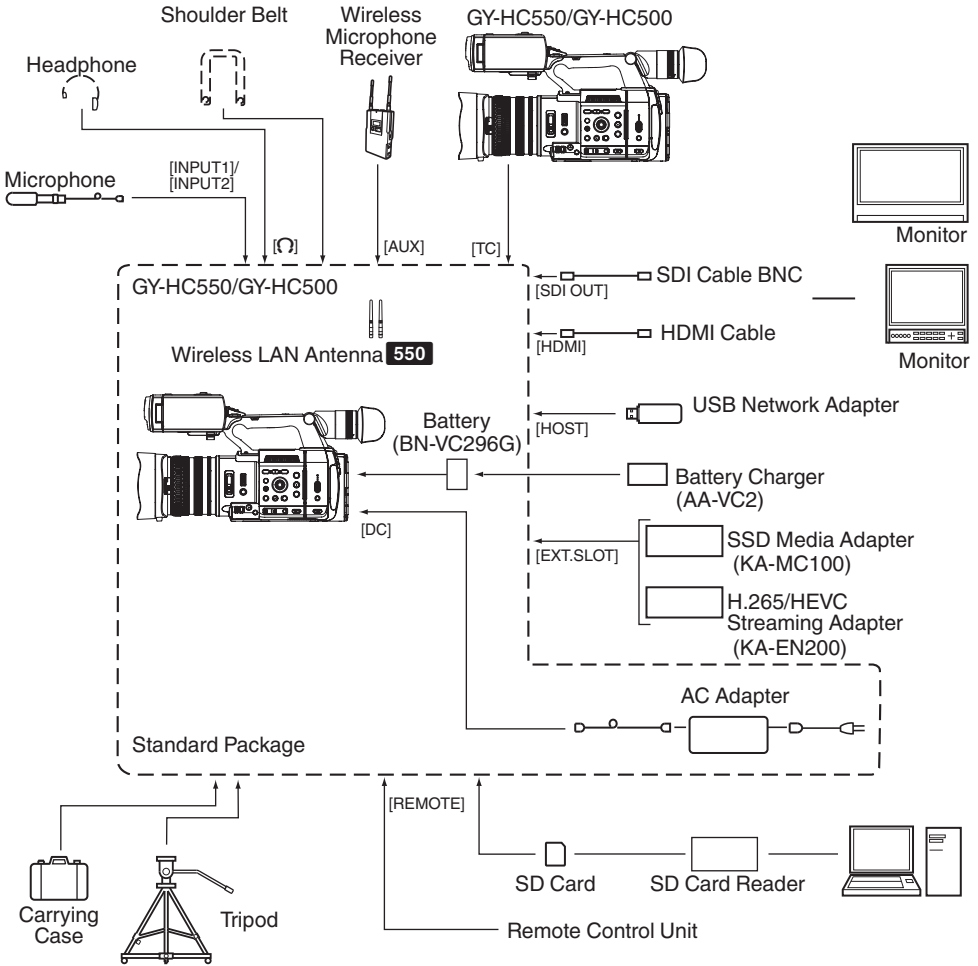 Shoulder Belt
Wireless
Microphone
Receiver
GY-HC550/GY-HC500
Headphone
Microphone
[INPUT1]/
[INPUT2]
[AUX]
[TC]
[ ]
Monitor
GY-HC550/GY-HC500
SDI Cable BNC
[SDI OUT]
Wireless LAN Antenna 550
HDMI Cable
[HDMI]
Monitor
USB Network Adapter
[HOST]
Battery
(BN-VC296G)
Battery Charger
(AA-VC2)
[DC]
[EXT.SLOT]
SSD Media Adapter
(KA-MC100)
H.265/HEVC
Streaming Adapter
(KA-EN200)
AC Adapter
Standard Package
[REMOTE]
SD Card
SD Card Reader
Carrying
Case
Tripod
Remote Control Unit